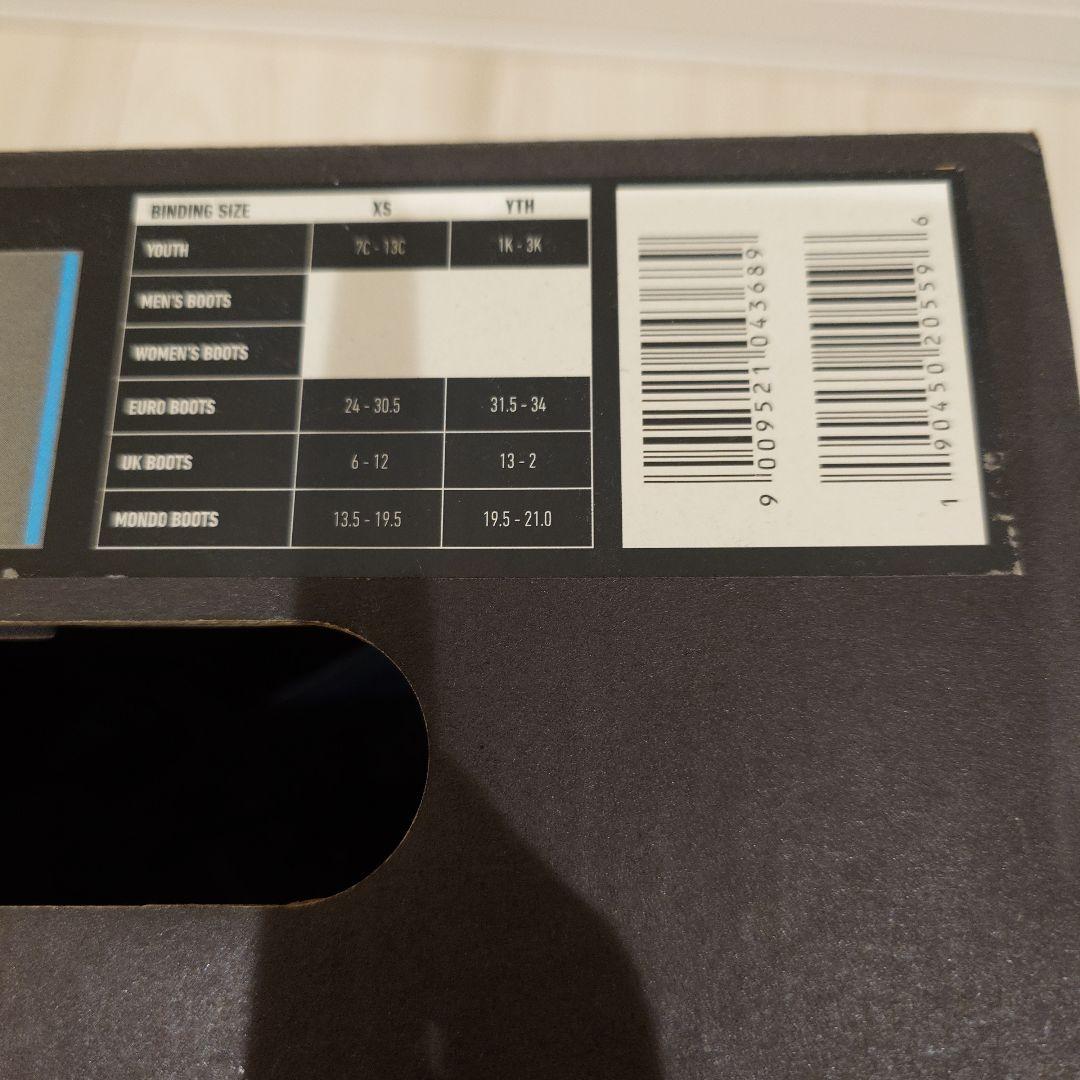 BINDING SIZE XS YTH
YOUTH 7C - 13C 1K - 3K
MEN'S BOOTS
WOMEN'S BOOTS
EURO BOOTS 24 - 30.5 31.5 - 34
UK BOOTS 6 - 12 13 - 2
MONDO BOOTS 13.5 - 19.5 19.5 - 21.0
9 009521 043689
1 90450 20559 6